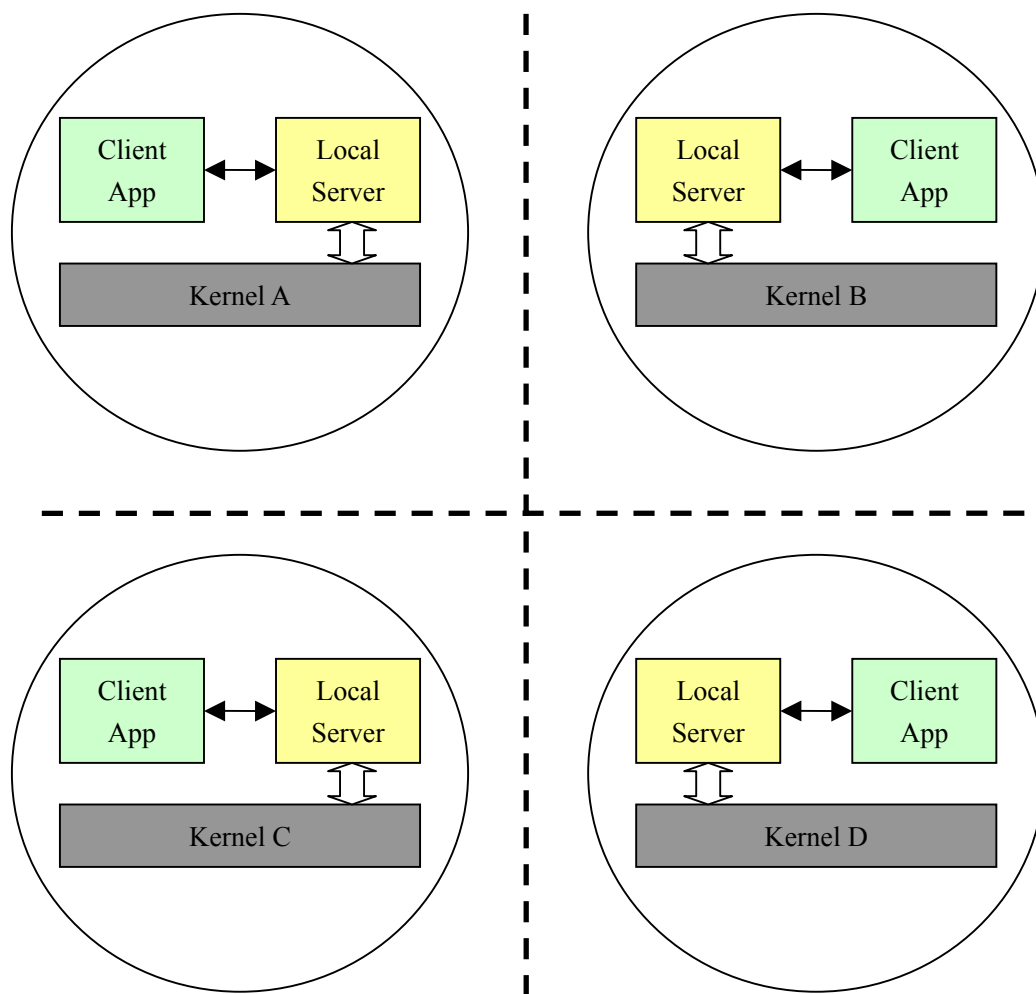 Client
App
Local
Server
Kernel A
Local
Server
Client
App
Kernel B
Client
App
Local
Server
Kernel C
Local
Server
Client
App
Kernel D